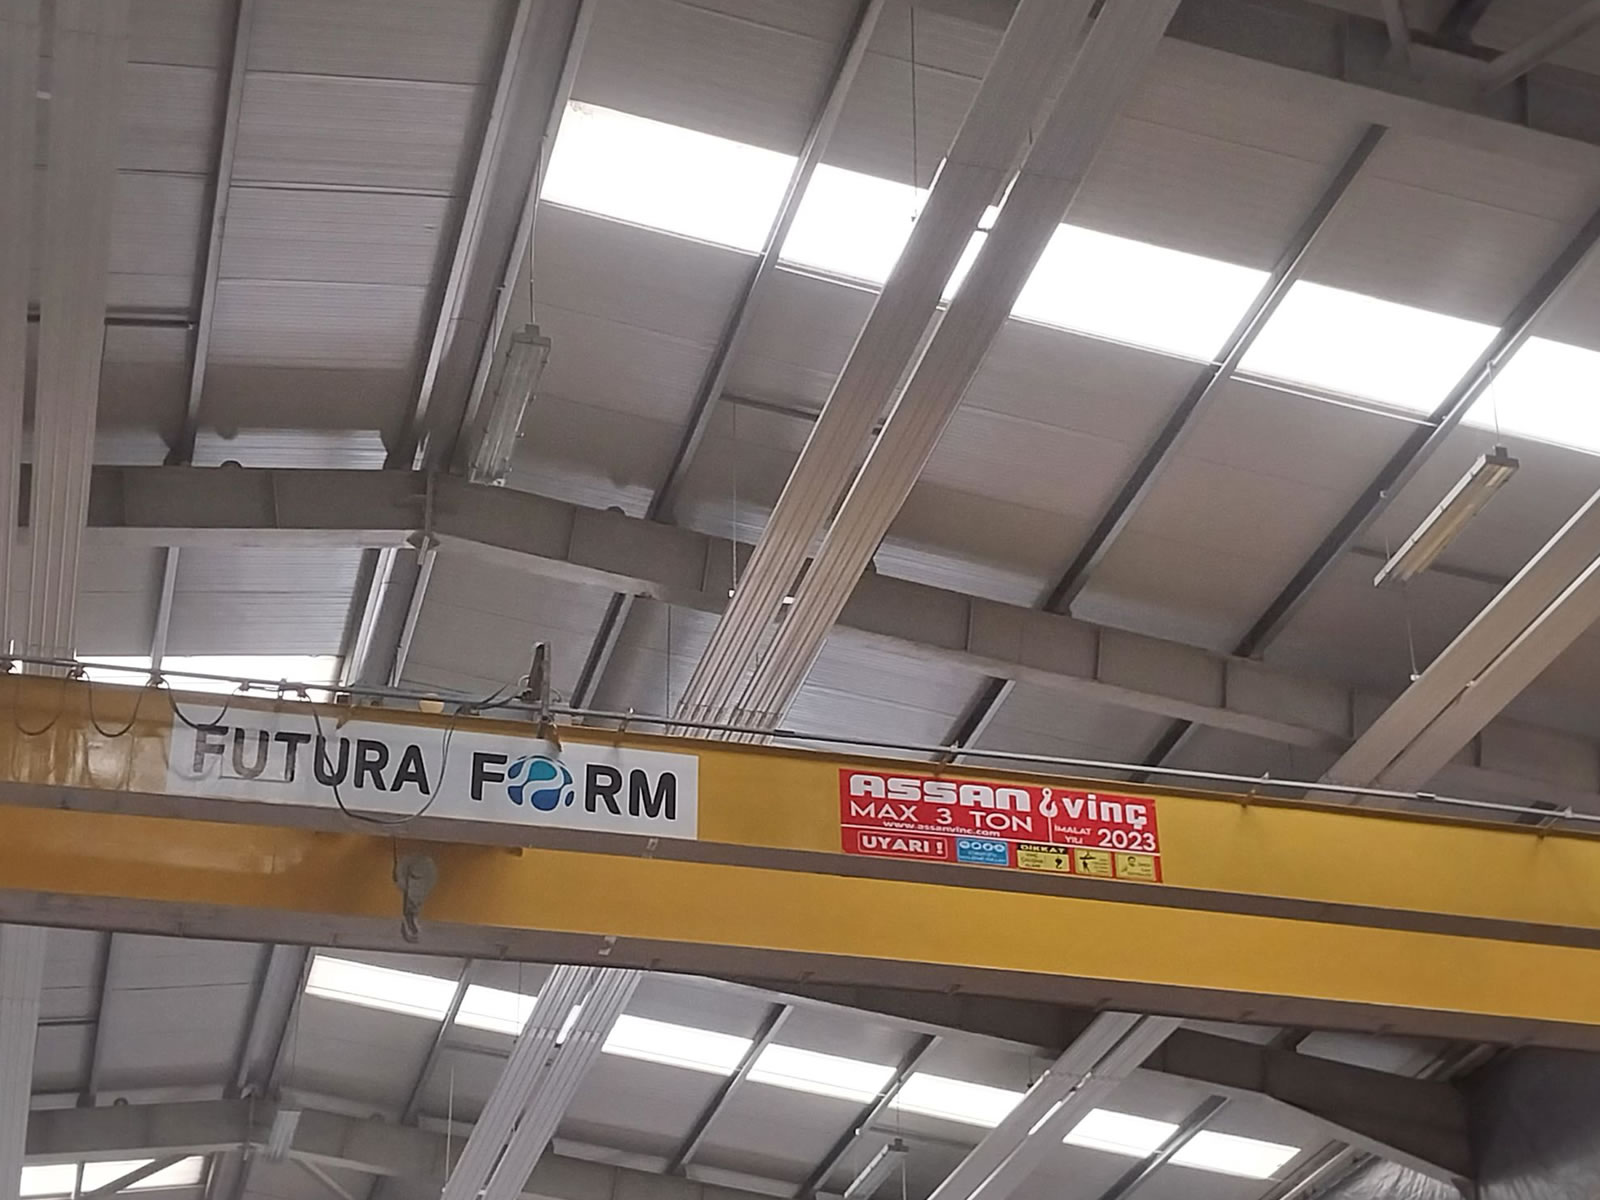 FUTURA FORM
ASSAN vinç
MAX 3 TON
www.assanvinc.com
İMALAT
YILI 2023
UYARI !
DİKKAT